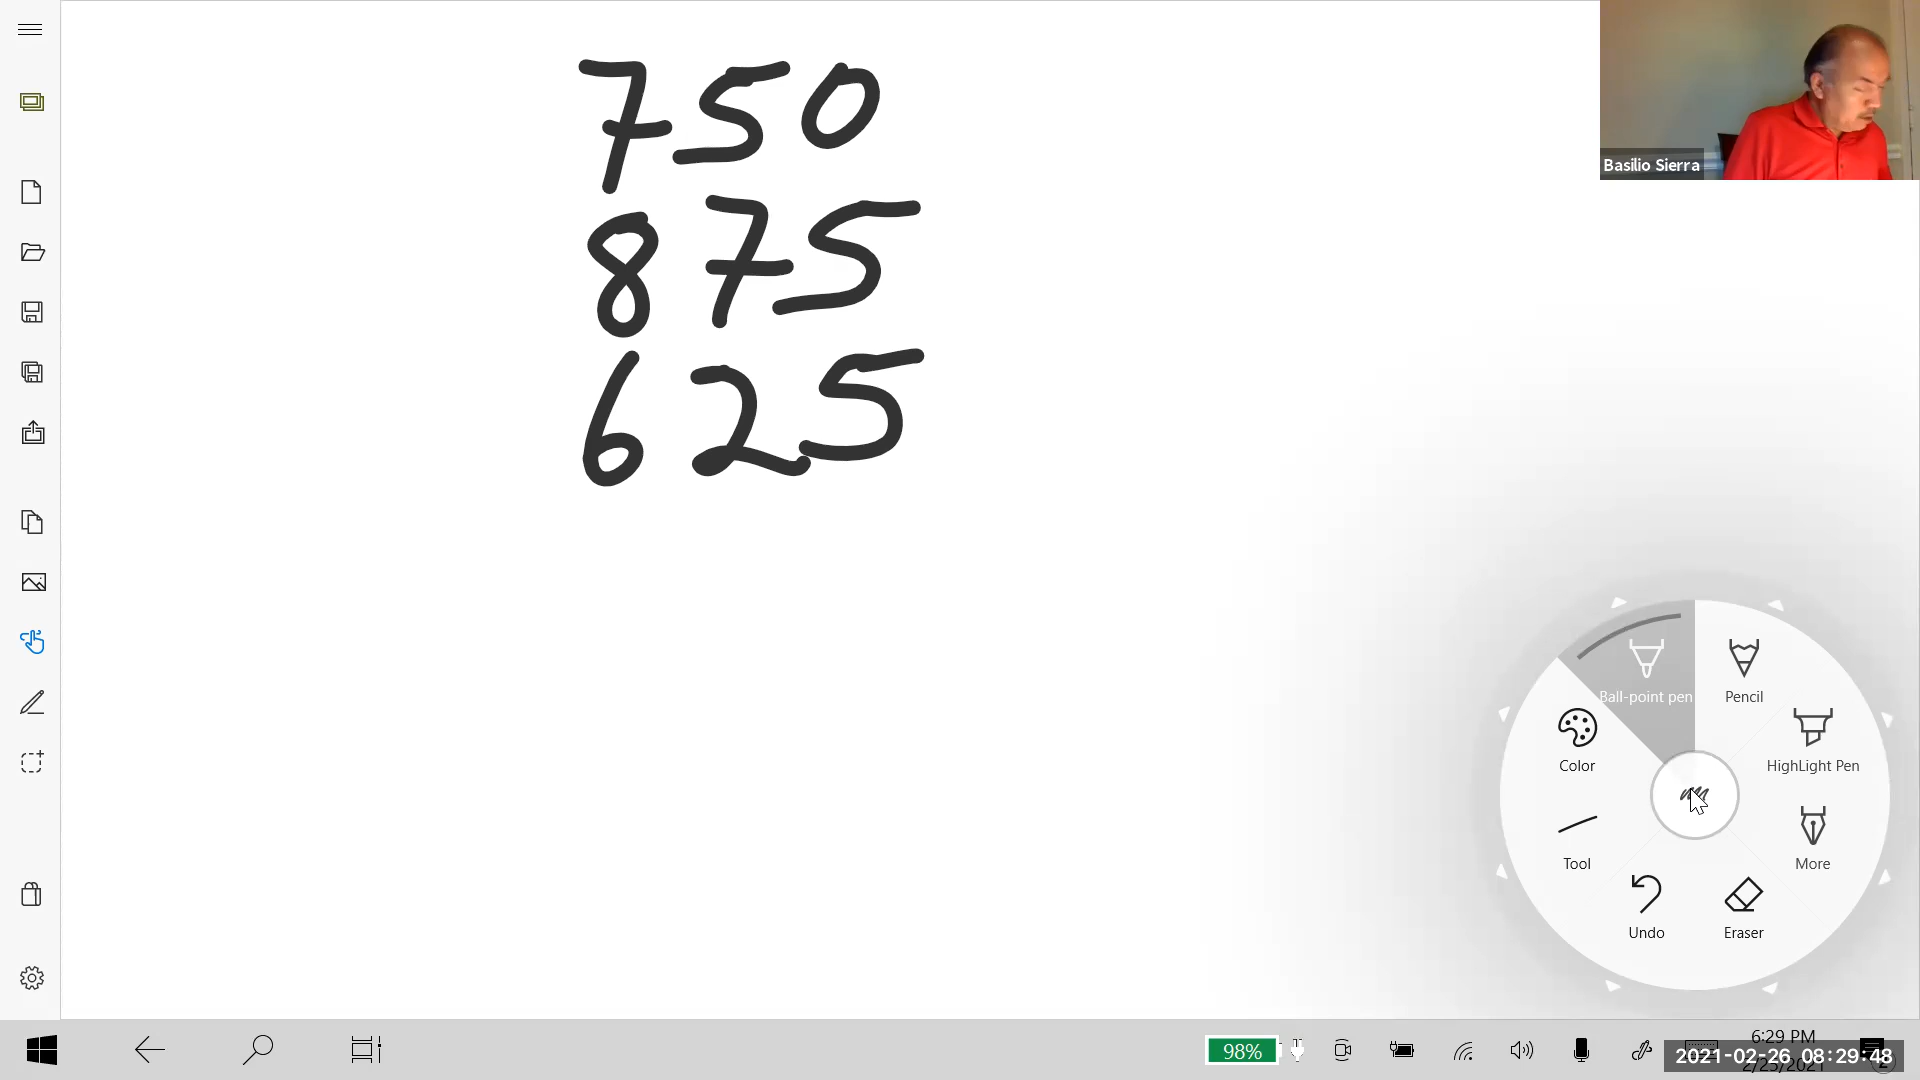 750
875
625
Basilio Sierra
Ball-point pen
Pencil
Color
HighLight Pen
Tool
More
Undo
Eraser
98%
6:29 PM
2021-02-26 08:29:48